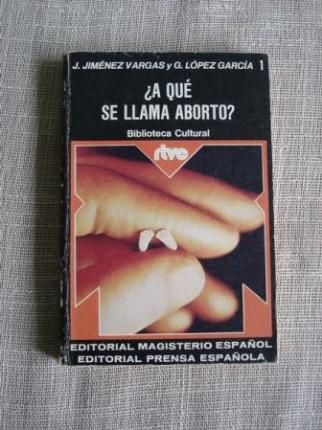 J. JIMÉNEZ VARGAS y G. LÓPEZ GARCÍA 1
¿A QUÉ
SE LLAMA ABORTO?
Biblioteca Cultural
rtve
EDITORIAL MAGISTERIO ESPAÑOL
EDITORIAL PRENSA ESPAÑOLA